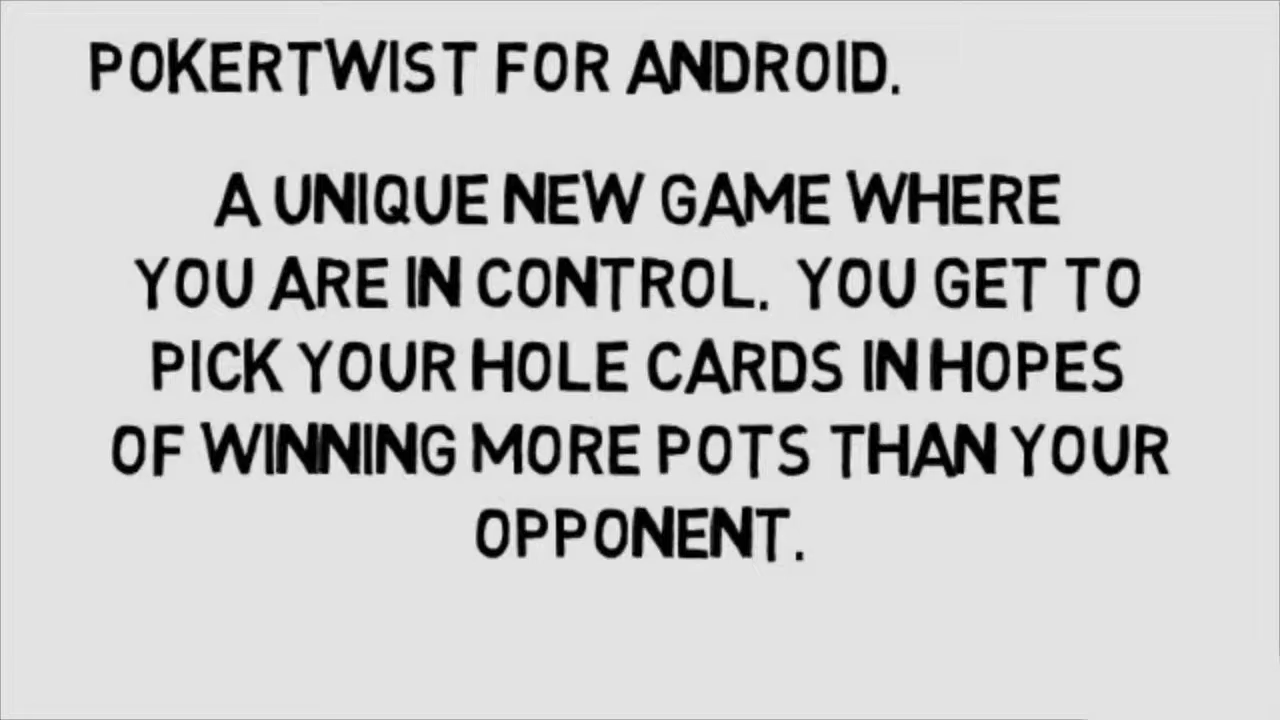 POKERTWIST FOR ANDROID.
A UNIQUE NEW GAME WHERE
YOU ARE IN CONTROL. YOU GET TO
PICK YOUR HOLE CARDS IN HOPES
OF WINNING MORE POTS THAN YOUR
OPPONENT.